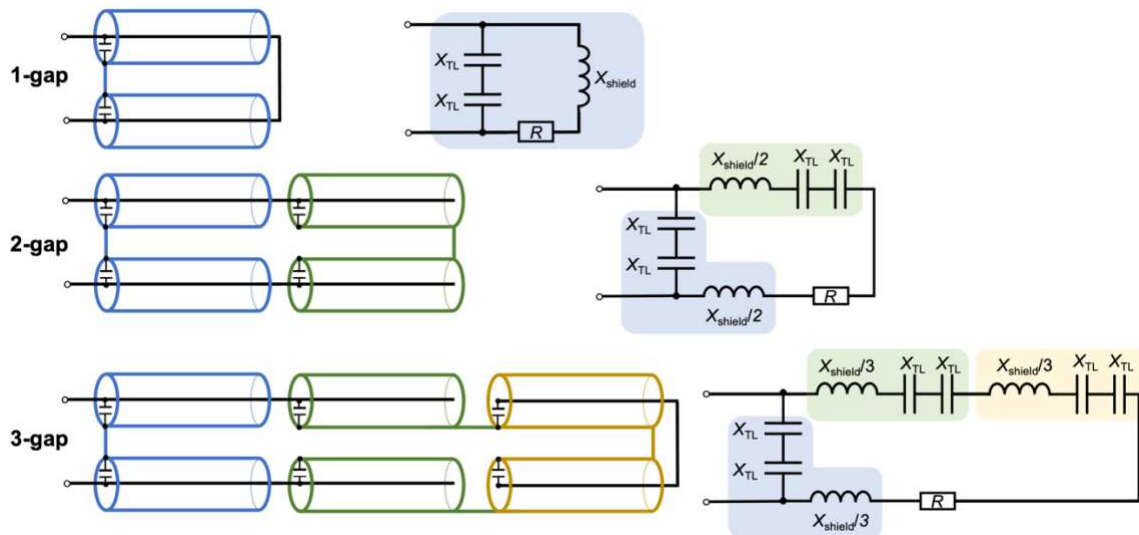 1-gap
X_TL
X_TL
X_shield
R
2-gap
X_shield/2 X_TL X_TL
X_TL
X_TL
X_shield/2
R
3-gap
X_shield/3 X_TL X_TL X_shield/3 X_TL X_TL
X_TL
X_TL
X_shield/3
R